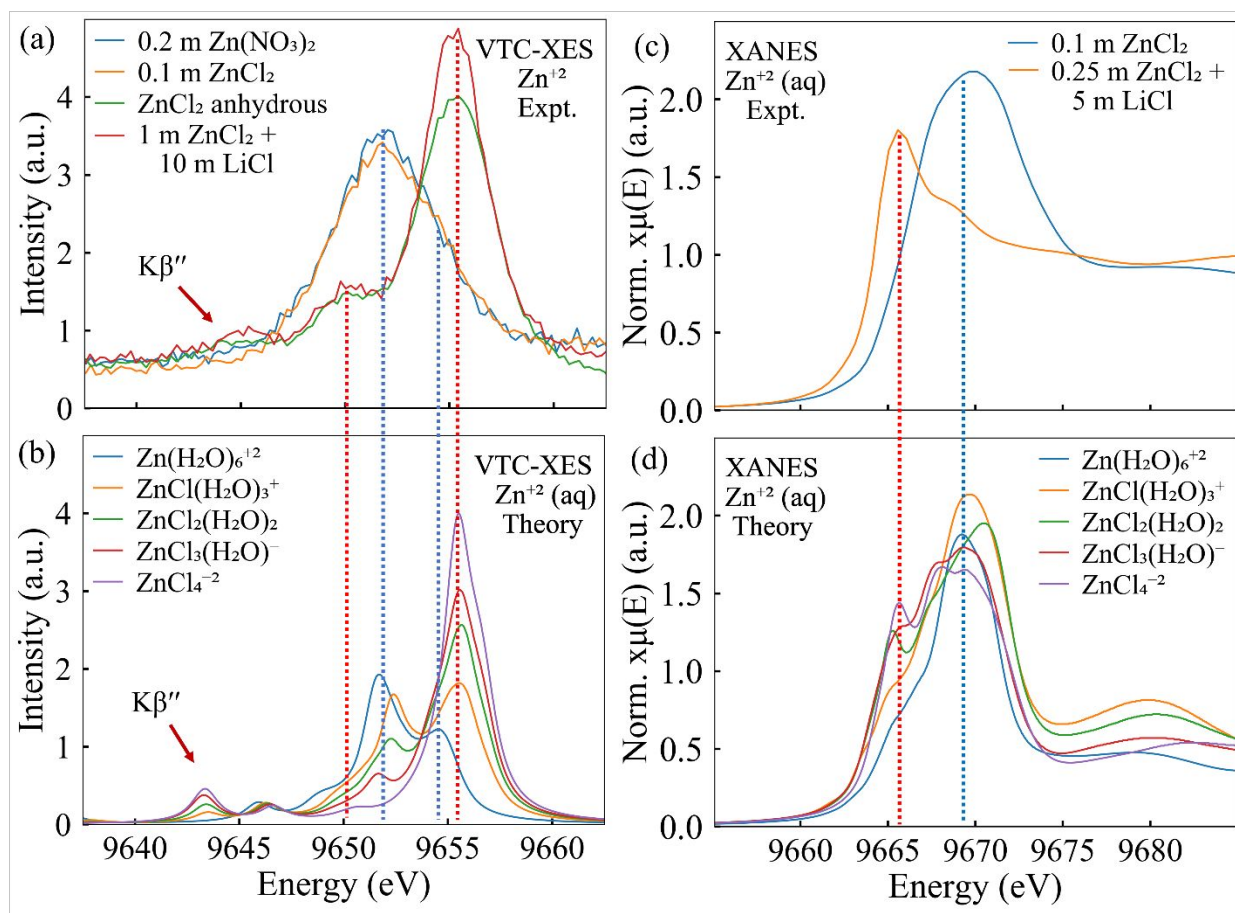 (a)
0.2 m Zn(NO₃)₂
0.1 m ZnCl₂
ZnCl₂ anhydrous
1 m ZnCl₂ +
10 m LiCl
VTC-XES
Zn⁺²
Expt.
Kβ′′
Intensity (a.u.)
4
3
2
1
0
(b)
Zn(H₂O)₆⁺²
ZnCl(H₂O)₃⁺
ZnCl₂(H₂O)₂
ZnCl₃(H₂O)⁻
ZnCl₄⁻²
VTC-XES
Zn⁺² (aq)
Theory
Kβ′′
Intensity (a.u.)
4
3
2
1
0
9640 9645 9650 9655 9660
Energy (eV)
(c)
XANES
Zn⁺² (aq)
Expt.
0.1 m ZnCl₂
0.25 m ZnCl₂ +
5 m LiCl
Norm. xμ(E) (a.u.)
2.0
1.5
1.0
0.5
0.0
(d)
XANES
Zn⁺² (aq)
Theory
Zn(H₂O)₆⁺²
ZnCl(H₂O)₃⁺
ZnCl₂(H₂O)₂
ZnCl₃(H₂O)⁻
ZnCl₄⁻²
Norm. xμ(E) (a.u.)
2.0
1.5
1.0
0.5
0.0
9660 9665 9670 9675 9680
Energy (eV)